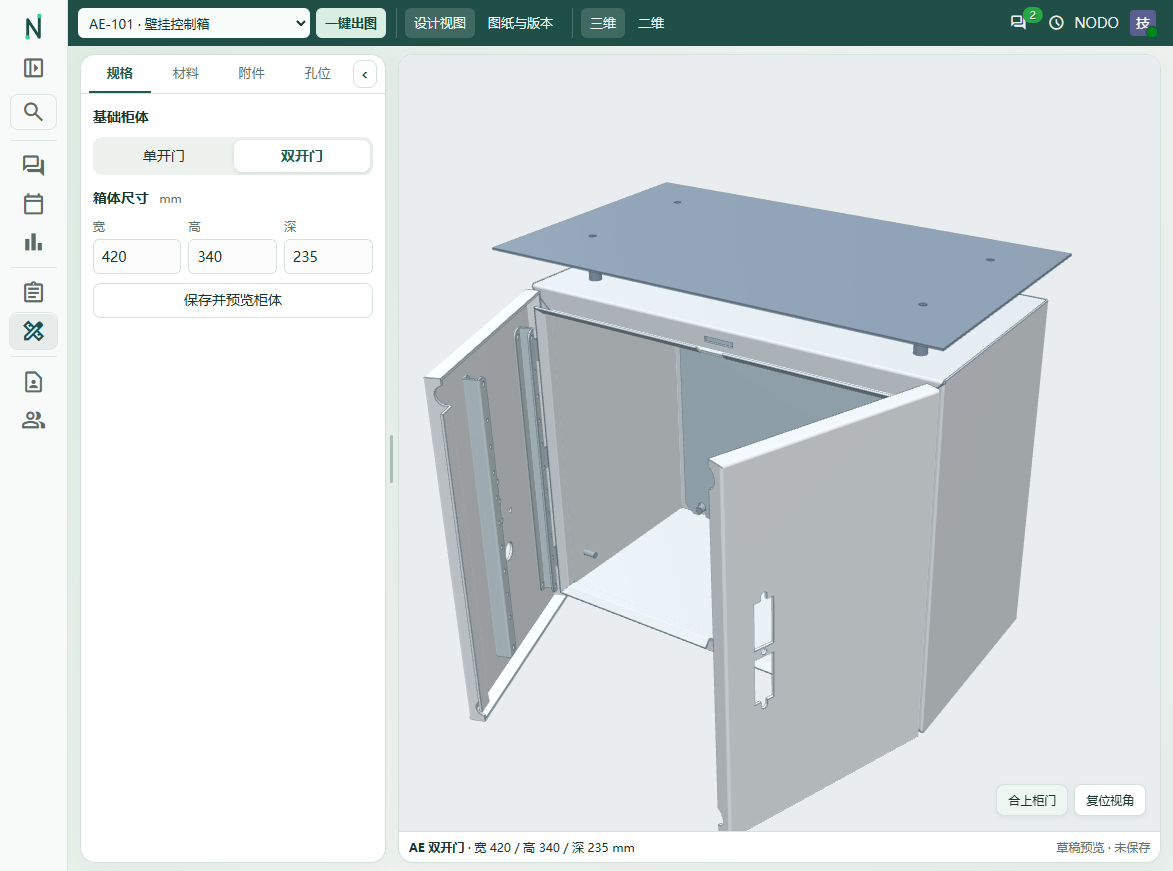 N
AE-101 · 壁挂控制箱
一键出图
设计视图
图纸与版本
三维
二维
2
NODO
技
规格
材料
附件
孔位
基础柜体
单开门
双开门
箱体尺寸 mm
宽
高
深
420
340
235
保存并预览柜体
合上柜门
复位视角
AE 双开门 · 宽 420 / 高 340 / 深 235 mm
草稿预览 · 未保存